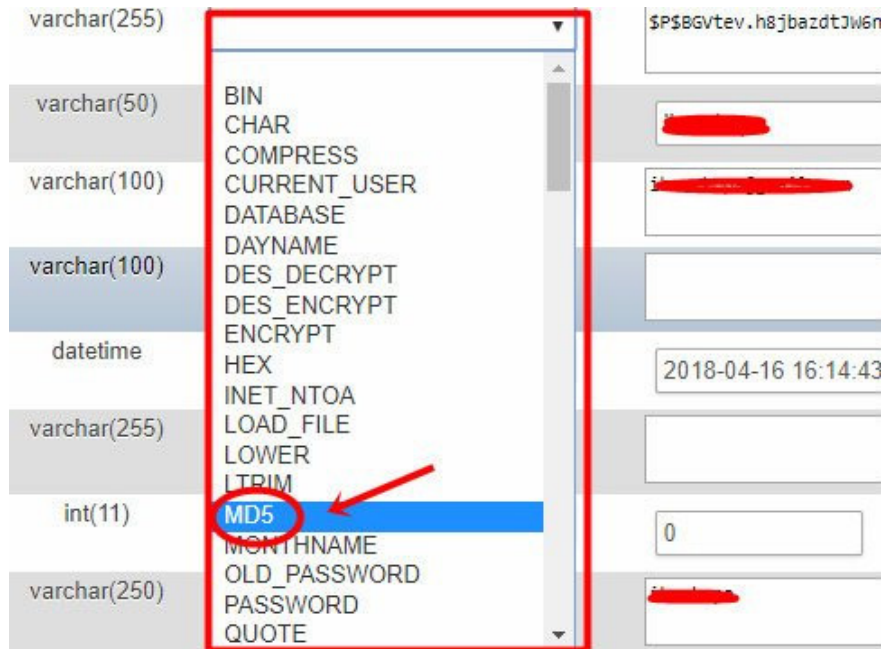 varchar(255)
$P$BGVtev.h8jbazdtJW6n
BIN
varchar(50)
CHAR
COMPRESS
varchar(100)
CURRENT_USER
DATABASE
DAYNAME
varchar(100)
DES_DECRYPT
DES_ENCRYPT
ENCRYPT
datetime
HEX
2018-04-16 16:14:43
INET_NTOA
LOAD_FILE
varchar(255)
LOWER
LTRIM
int(11)
MD5
0
MONTHNAME
OLD_PASSWORD
varchar(250)
PASSWORD
QUOTE